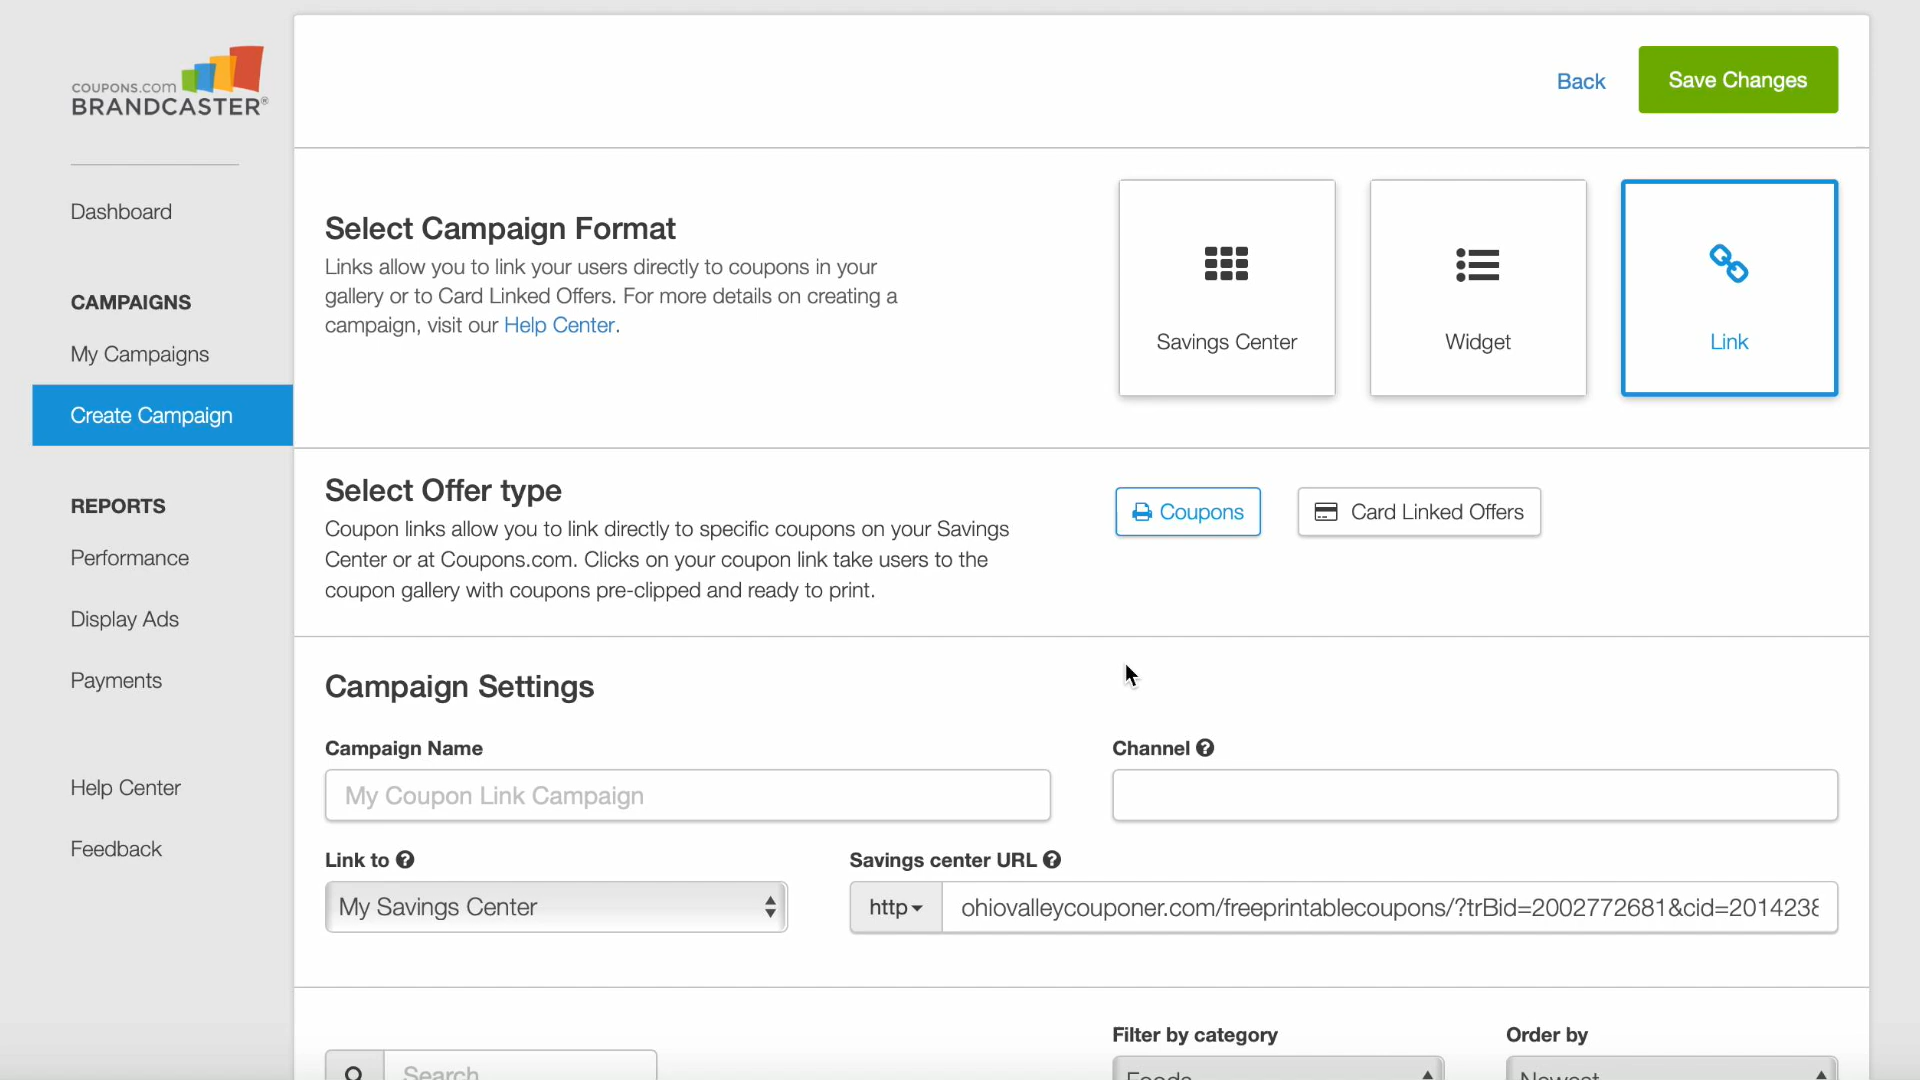 COUPONS.COM
BRANDCASTER®
Dashboard
CAMPAIGNS
My Campaigns
Create Campaign
REPORTS
Performance
Display Ads
Payments
Help Center
Feedback
Back
Save Changes
Select Campaign Format
Links allow you to link your users directly to coupons in your
gallery or to Card Linked Offers. For more details on creating a
campaign, visit our Help Center.
Savings Center
Widget
Link
Select Offer type
Coupon links allow you to link directly to specific coupons on your Savings
Center or at Coupons.com. Clicks on your coupon link take users to the
coupon gallery with coupons pre-clipped and ready to print.
Coupons
Card Linked Offers
Campaign Settings
Campaign Name
My Coupon Link Campaign
Channel
Link to
My Savings Center
Savings center URL
http
ohiovalleycouponer.com/freeprintablecoupons/?trBid=2002772681&cid=2014238
Search
Filter by category
Foods
Order by
Newest